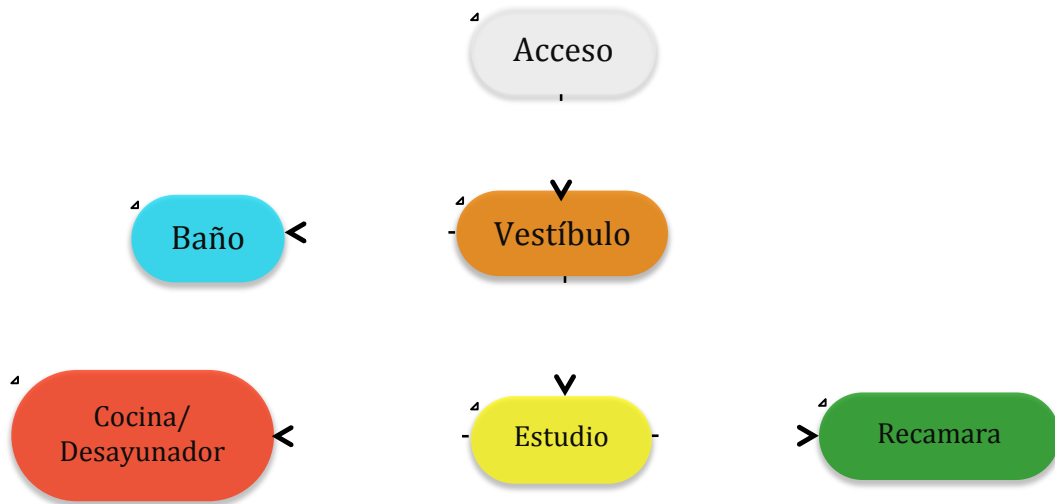 Acceso
Baño
Vestíbulo
Cocina/
Desayunador
Estudio
Recamara